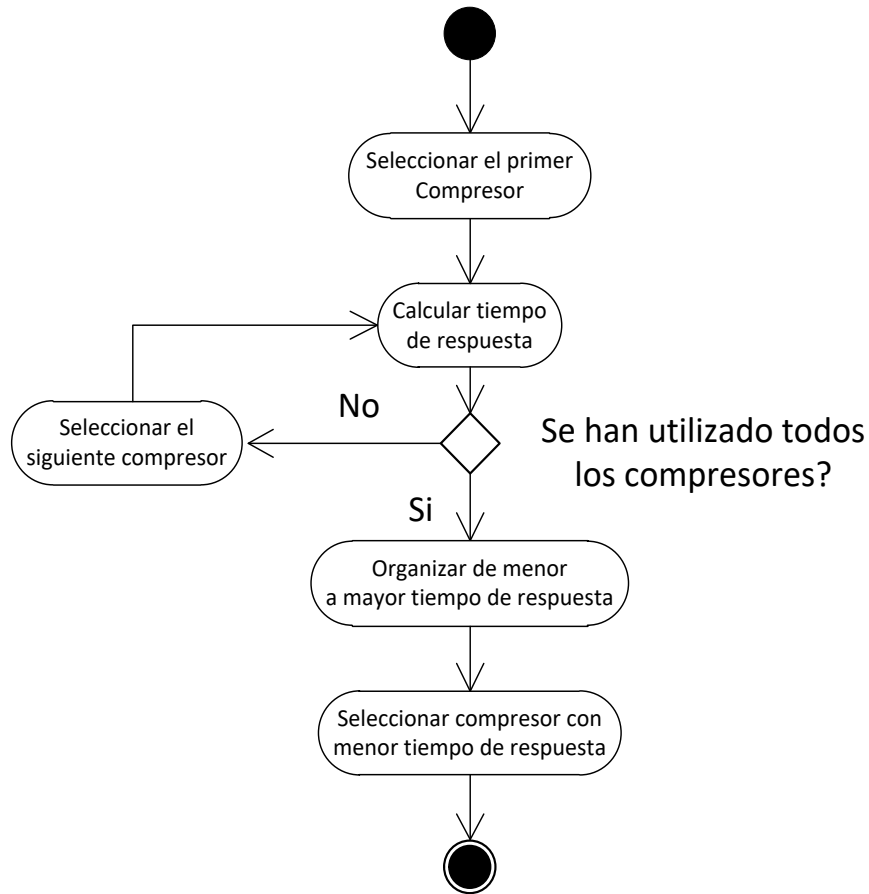 Seleccionar el primer
Compresor
Calcular tiempo
de respuesta
No
Seleccionar el
siguiente compresor
Se han utilizado todos
los compresores?
Si
Organizar de menor
a mayor tiempo de respuesta
Seleccionar compresor con
menor tiempo de respuesta